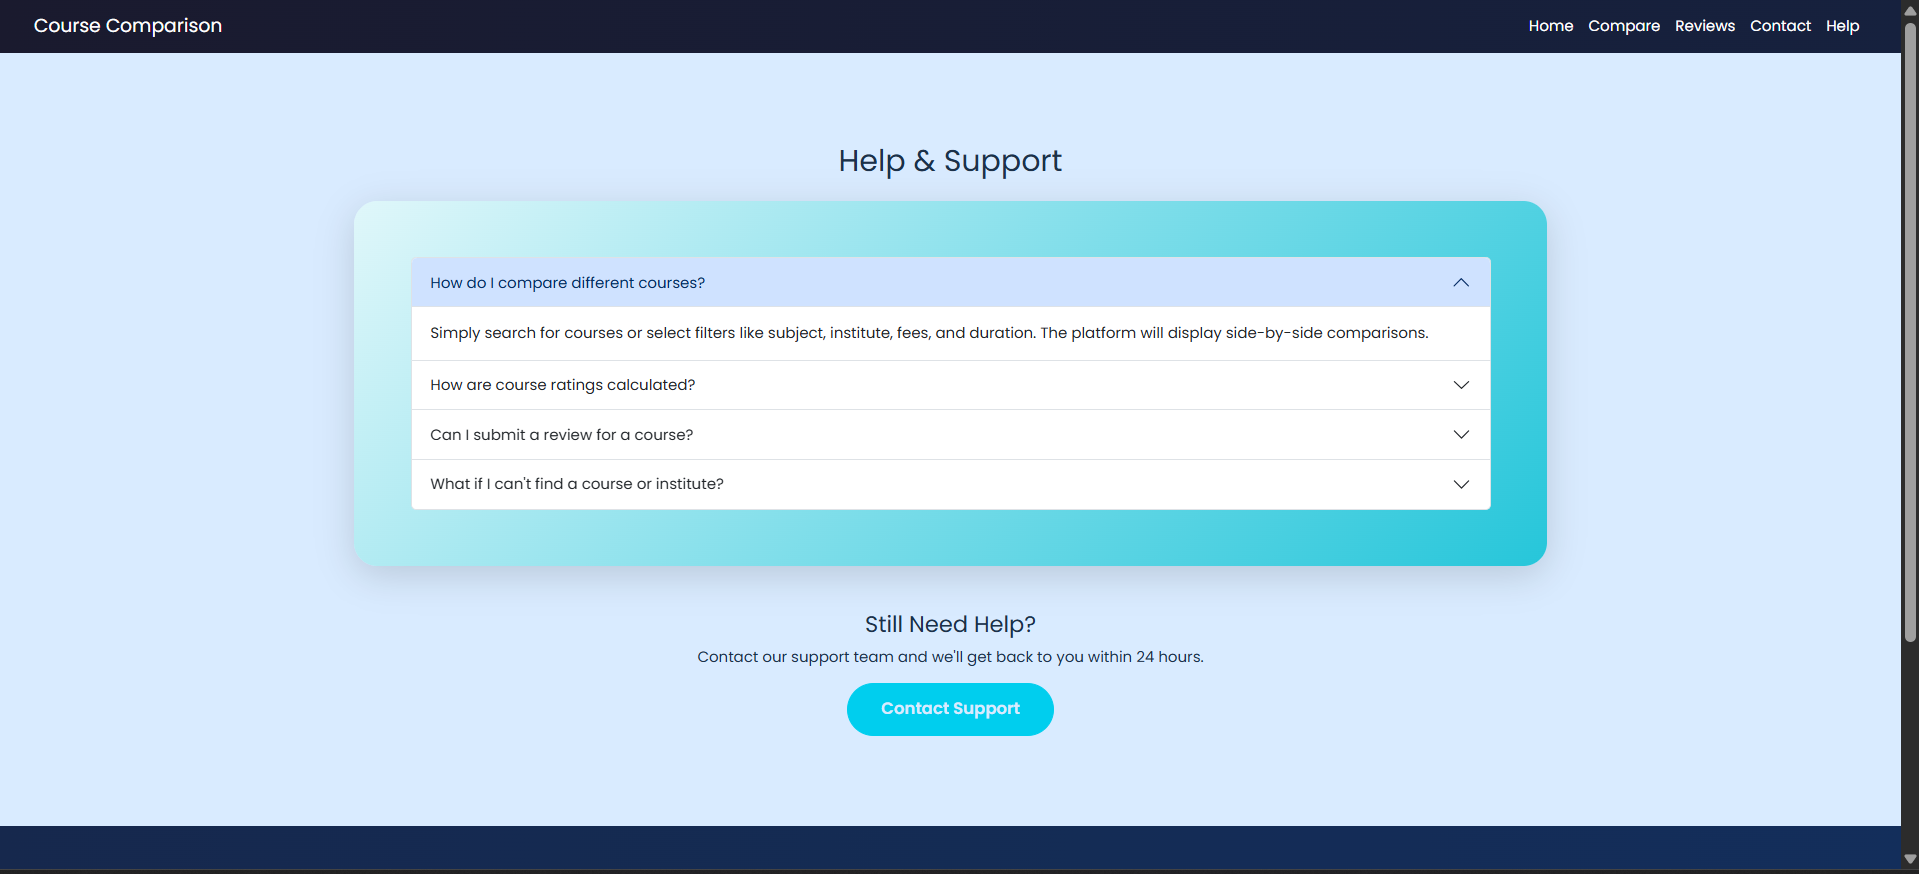 Course Comparison
Home Compare Reviews Contact Help
Help & Support
How do I compare different courses?
Simply search for courses or select filters like subject, institute, fees, and duration. The platform will display side-by-side comparisons.
How are course ratings calculated?
Can I submit a review for a course?
What if I can't find a course or institute?
Still Need Help?
Contact our support team and we'll get back to you within 24 hours.
Contact Support